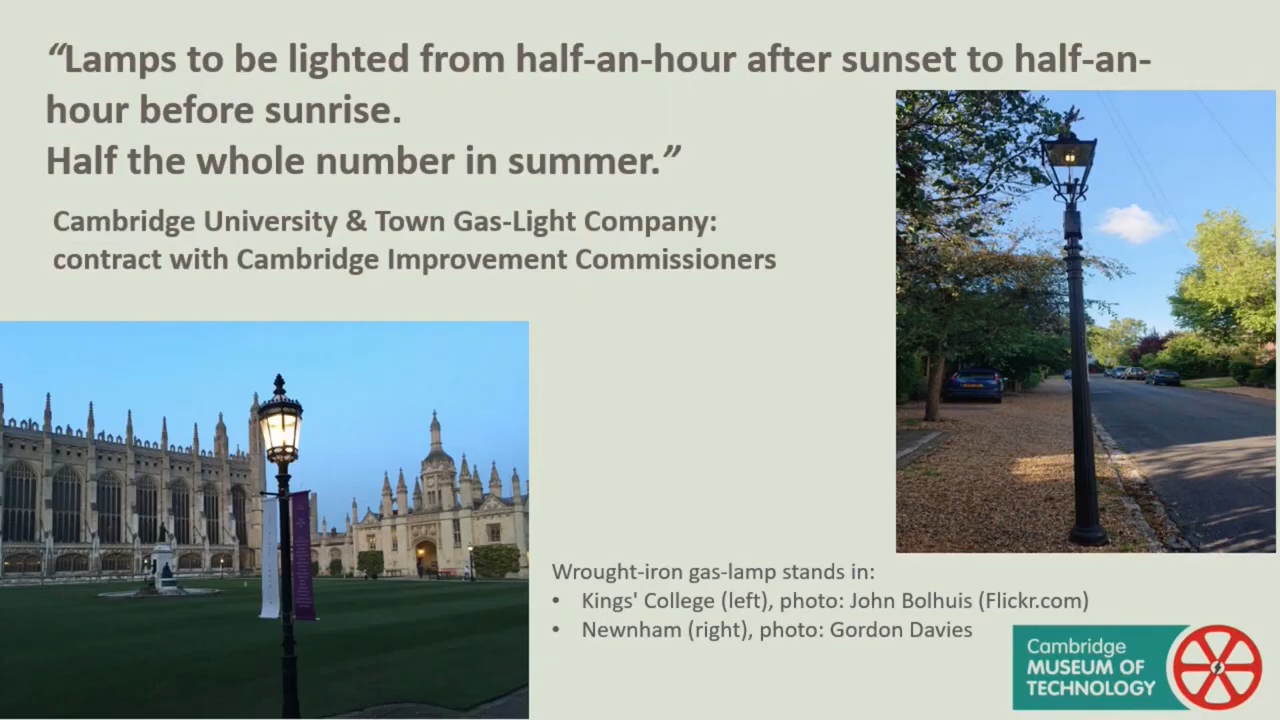 “Lamps to be lighted from half-an-hour after sunset to half-an-
hour before sunrise.
Half the whole number in summer.”
Cambridge University & Town Gas-Light Company:
contract with Cambridge Improvement Commissioners
Wrought-iron gas-lamp stands in:
• Kings' College (left), photo: John Bolhuis (Flickr.com)
• Newnham (right), photo: Gordon Davies
Cambridge
MUSEUM OF
TECHNOLOGY